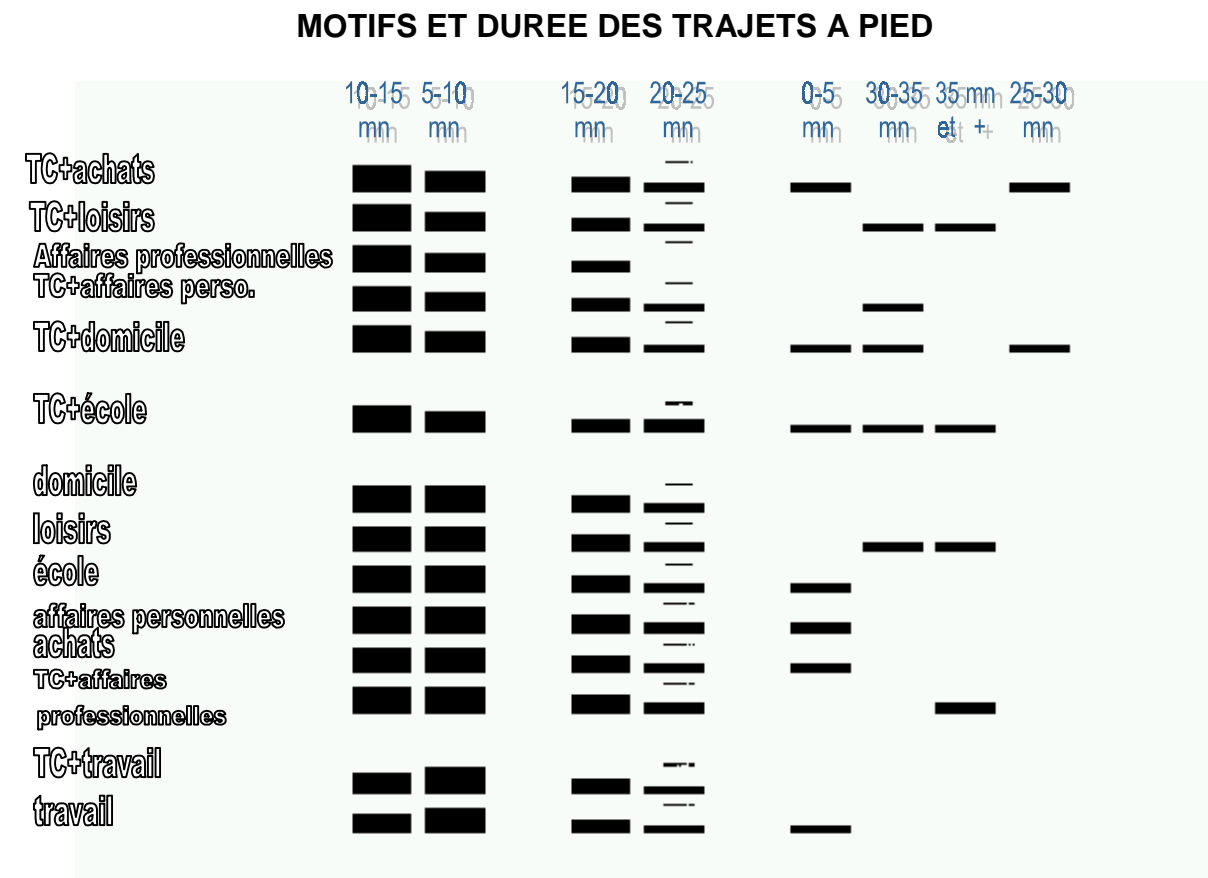 MOTIFS ET DUREE DES TRAJETS A PIED
10-15 5-10 15-20 20-25 0-5 30-35 35 mn 25-30
mn mn mn mn mn mn et + mn
TC+achats
TC+loisirs
Affaires professionnelles
TC+affaires perso.
TC+domicile
TC+école
domicile
loisirs
école
affaires personnelles
achats
TC+affaires
professionnelles
TC+travail
travail